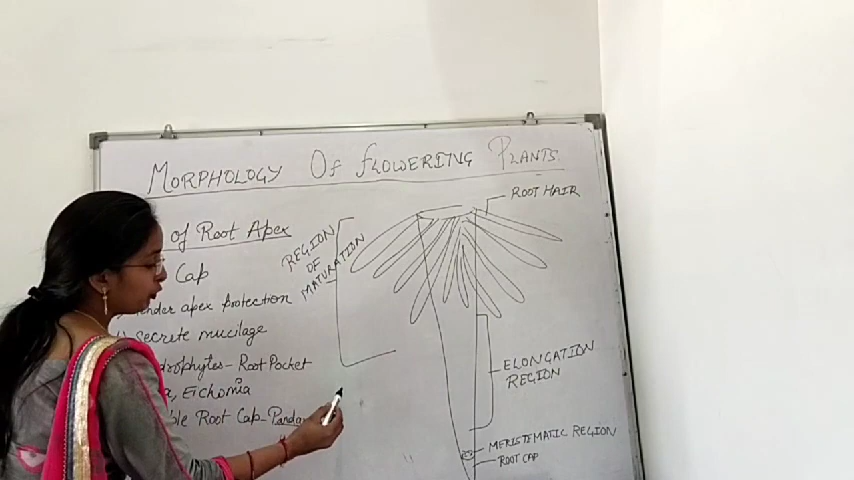 MORPHOLOGY OF FLOWERING PLANTS
of Root Apex
Cap
apex protection
Secrete mucilage
Root Pocket
Root Cap-
REGION
OF
MATURATION
ROOT HAIR
ELONGATION
REGION
MERISTEMATIC REGION
ROOT CAP